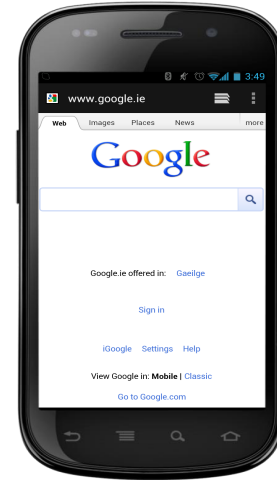 3:49
www.google.ie
Web Images Places News more
Google
Google.ie offered in: Gaeilge
Sign in
iGoogle Settings Help
View Google in: Mobile | Classic
Go to Google.com